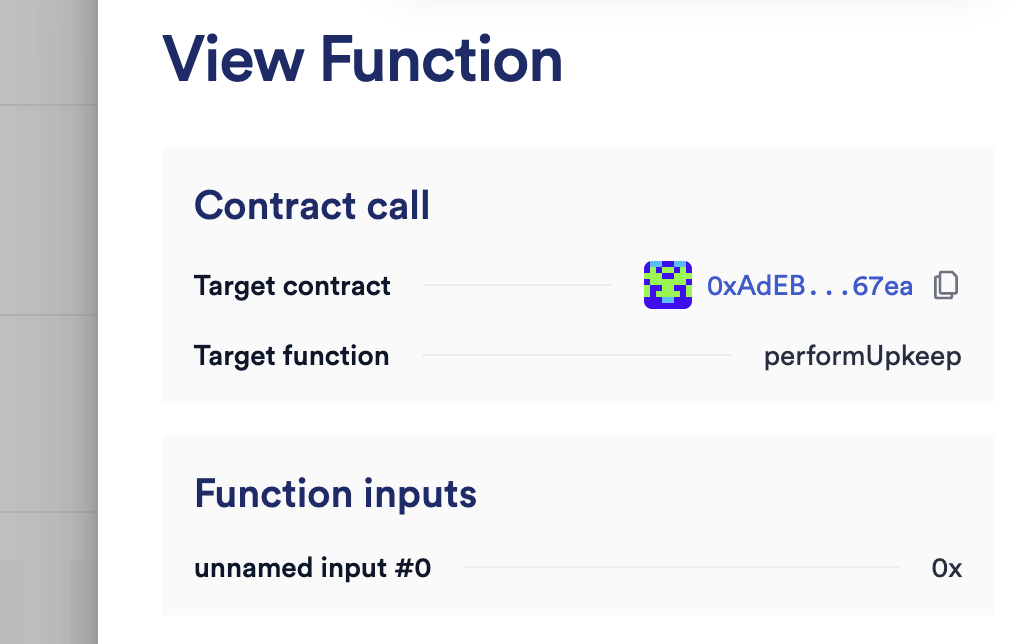 View Function
Contract call
Target contract 0xAdEB...67ea
Target function performUpkeep
Function inputs
unnamed input #0 0x